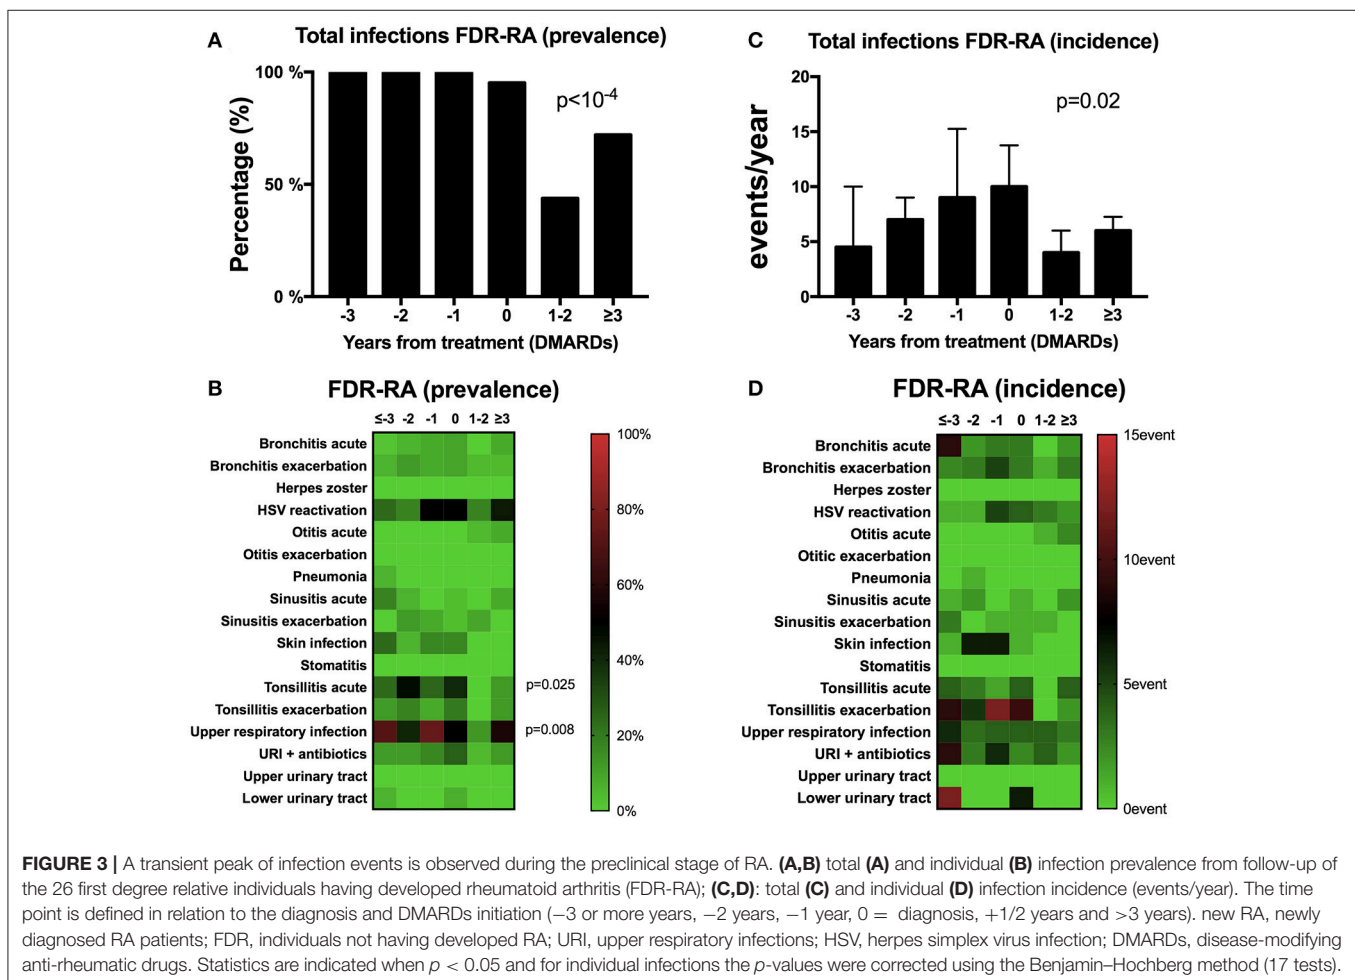 A
Total infections FDR-RA (prevalence)
100 %
50 %
0 %
Percentage (%)
p<10-4
-3 -2 -1 0 1-2 ≥3
Years from treatment (DMARDs)
C
Total infections FDR-RA (incidence)
20
15
10
5
0
events/year
p=0.02
-3 -2 -1 0 1-2 ≥3
Years from treatment (DMARDs)
B
FDR-RA (prevalence)
≤-3 -2 -1 0 1-2 ≥3
Bronchitis acute
Bronchitis exacerbation
Herpes zoster
HSV reactivation
Otitis acute
Otitis exacerbation
Pneumonia
Sinusitis acute
Sinusitis exacerbation
Skin infection
Stomatitis
Tonsillitis acute p=0.025
Tonsillitis exacerbation
Upper respiratory infection p=0.008
URI + antibiotics
Upper urinary tract
Lower urinary tract
100%
80%
60%
40%
20%
0%
D
FDR-RA (incidence)
≤-3 -2 -1 0 1-2 ≥3
Bronchitis acute
Bronchitis exacerbation
Herpes zoster
HSV reactivation
Otitis acute
Otitic exacerbation
Pneumonia
Sinusitis acute
Sinusitis exacerbation
Skin infection
Stomatitis
Tonsillitis acute
Tonsillitis exacerbation
Upper respiratory infection
URI + antibiotics
Upper urinary tract
Lower urinary tract
15event
10event
5event
0event
FIGURE 3 | A transient peak of infection events is observed during the preclinical stage of RA. (A,B) total (A) and individual (B) infection prevalence from follow-up of
the 26 first degree relative individuals having developed rheumatoid arthritis (FDR-RA); (C,D): total (C) and individual (D) infection incidence (events/year). The time
point is defined in relation to the diagnosis and DMARDs initiation (−3 or more years, −2 years, −1 year, 0 = diagnosis, +1/2 years and >3 years). new RA, newly
diagnosed RA patients; FDR, individuals not having developed RA; URI, upper respiratory infections; HSV, herpes simplex virus infection; DMARDs, disease-modifying
anti-rheumatic drugs. Statistics are indicated when p < 0.05 and for individual infections the p-values were corrected using the Benjamin–Hochberg method (17 tests).